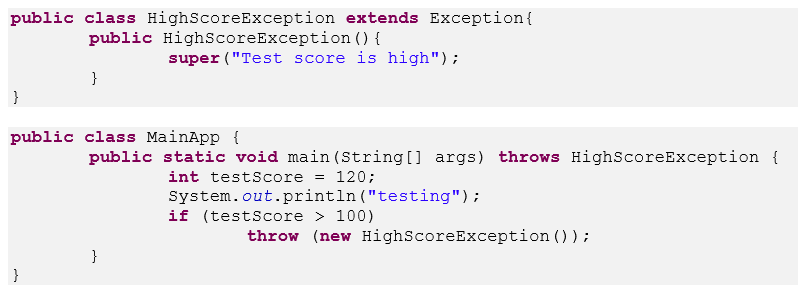 public class HighScoreException extends Exception{
        public HighScoreException(){
                super("Test score is high");
        }
}
public class MainApp {
        public static void main(String[] args) throws HighScoreException {
                int testScore = 120;
                System.out.println("testing");
                if (testScore > 100)
                        throw (new HighScoreException());
        }
}